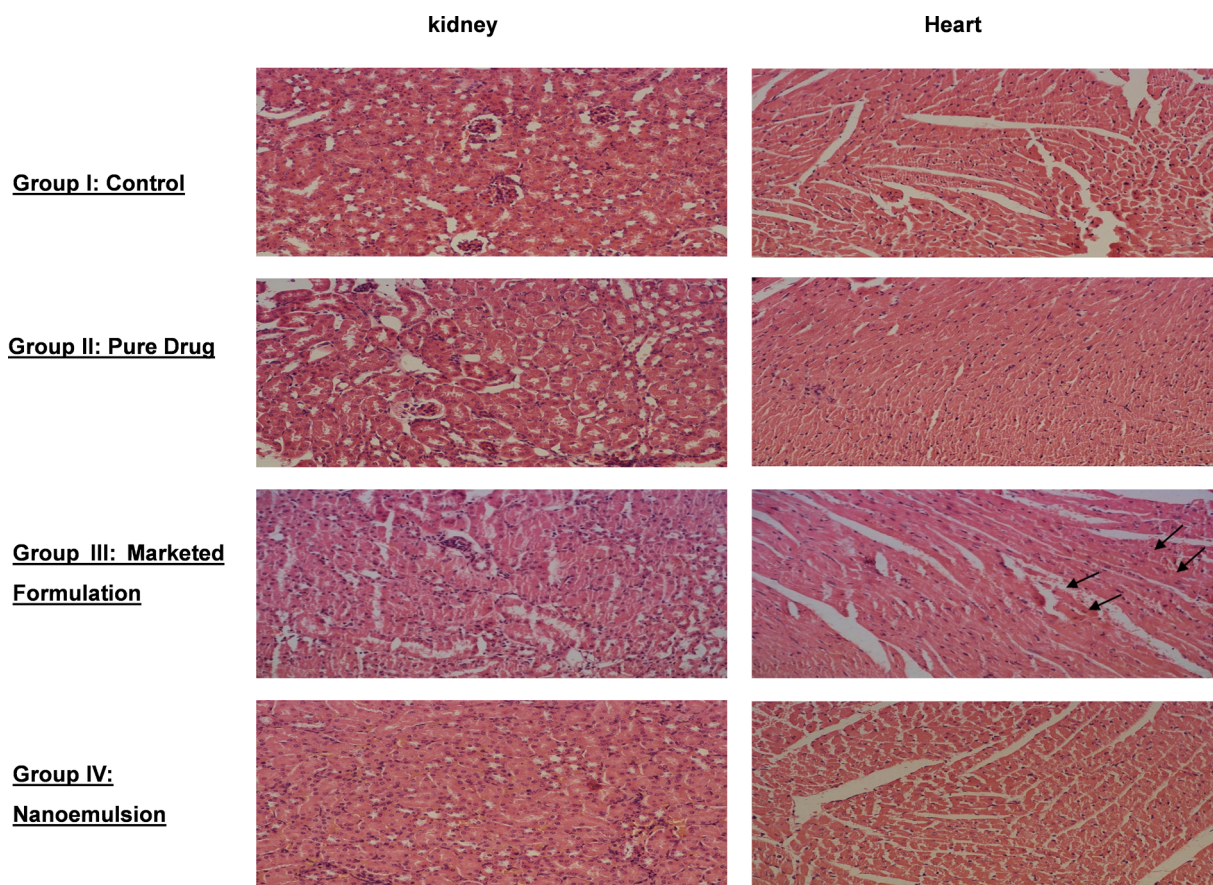 kidney
Heart
Group I: Control
Group II: Pure Drug
Group III: Marketed
Formulation
Group IV:
Nanoemulsion